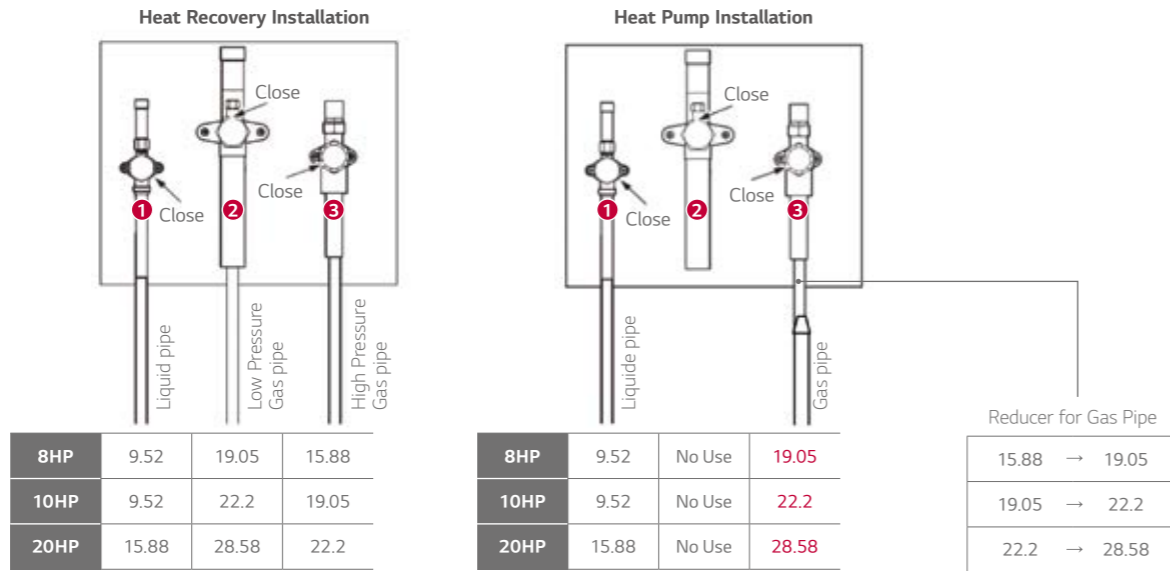 Heat Recovery Installation
Close
Close
Close
1
2
3
Liquid pipe
Low Pressure
Gas pipe
High Pressure
Gas pipe
8HP 9.52 19.05 15.88
10HP 9.52 22.2 19.05
20HP 15.88 28.58 22.2
Heat Pump Installation
Close
Close
Close
1
2
3
Liquide pipe
Gas pipe
8HP 9.52 No Use 19.05
10HP 9.52 No Use 22.2
20HP 15.88 No Use 28.58
Reducer for Gas Pipe
15.88 → 19.05
19.05 → 22.2
22.2 → 28.58